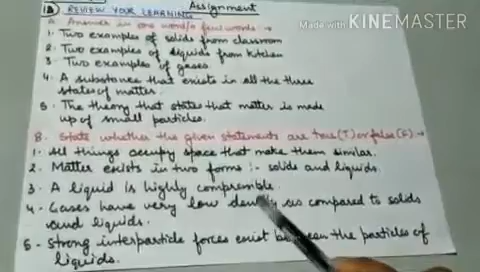 Assignment
REVIEW YOUR LEARNING
Made with KINEMASTER
A. Answer in one word/a few words :-
1. Two examples of solids from classroom
2. Two examples of liquids from kitchen
3. Two examples of gases.
4. A substance that exists in all the three
states of matter.
5. The theory that states that matter is made
up of small particles.
B. State whether the given statements are true(T) or false(F).
1. All things occupy space that make them similar.
2. Matter exists in two forms :- solids and liquids.
3. A liquid is highly compressible.
4. Gases have very low density as compared to solids
and liquids.
5. Strong interparticle forces exist between the particles of
liquids.